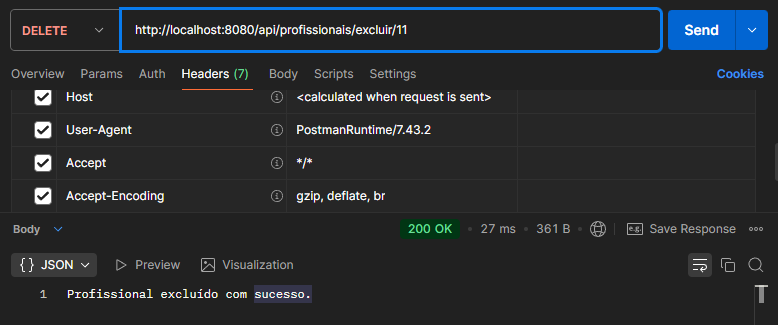 DELETE http://localhost:8080/api/profissionais/excluir/11 Send
Overview Params Auth Headers (7) Body Scripts Settings Cookies
Host <calculated when request is sent>
User-Agent PostmanRuntime/7.43.2
Accept */*
Accept-Encoding gzip, deflate, br
Body 200 OK • 27 ms • 361 B • e.g. Save Response
{} JSON Preview Visualization
1 Profissional excluído com sucesso.